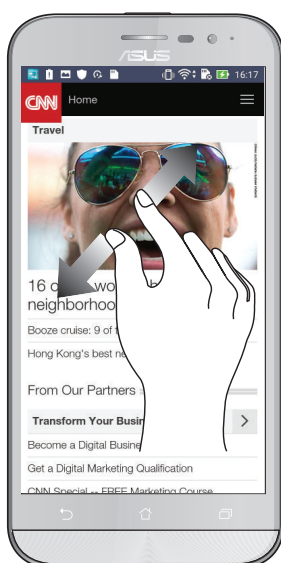 ASUS
16:17
CNN Home
Travel
16
neighborhoo
Booze cruise: 9 of
Hong Kong's best ne
From Our Partners
Transform Your Busin
Become a Digital Busine
Get a Digital Marketing Qualification
CNN Special -- FREE Marketing Course